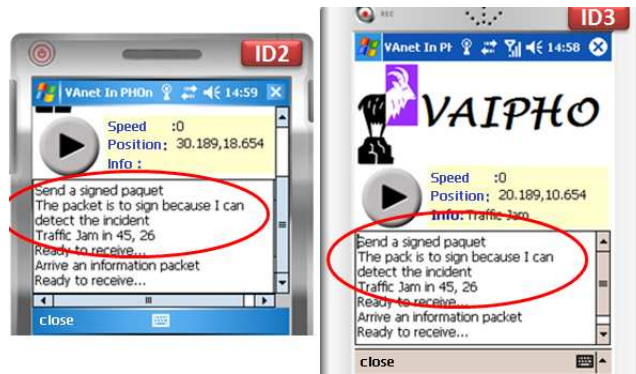 ID2
VAnet In PHOn 14:59
Speed :0
Position: 30.189,18.654
Info :
Send a signed paquet
The packet is to sign because I can
detect the incident
Traffic Jam in 45, 26
Ready to receive...
Arrive an information packet
Ready to receive...
close
REC
ID3
VAnet In PH 14:58
VAIPHO
Speed :0
Position: 20.189,10.654
Info: Traffic Jam
Send a signed paquet
The pack is to sign because I can
detect the incident
Traffic Jam in 45, 26
Ready to receive...
Arrive an information packet
Ready to receive...
close